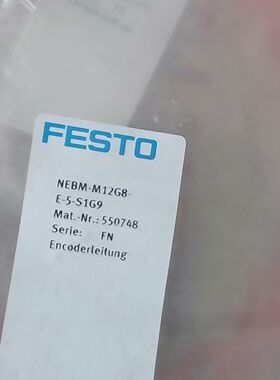 FESTO
NEBM-M12G8-
E-5-S1G9
Mat.-Nr.: 550748
Serie: FN
Encoderleitung